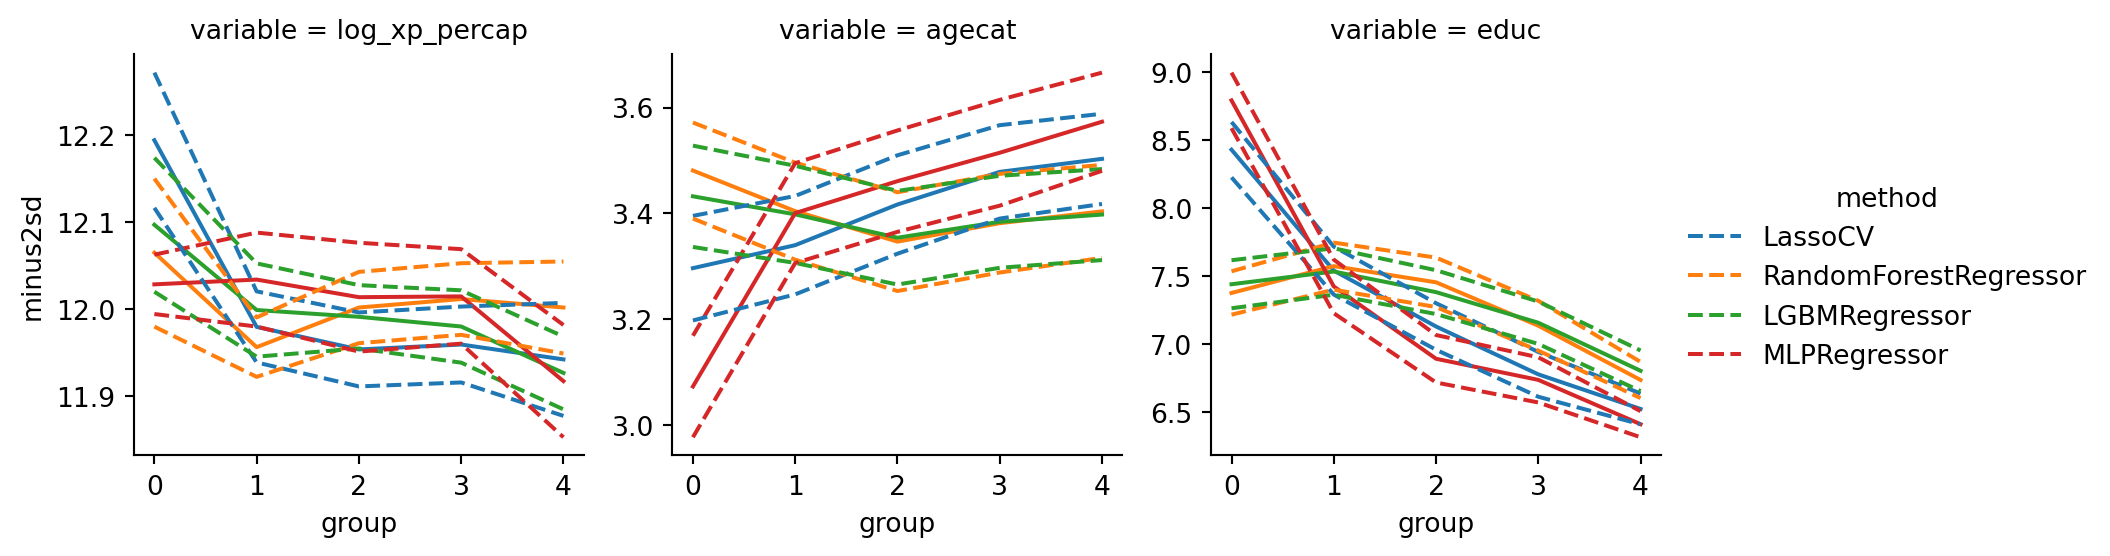 variable = log_xp_percap
variable = agecat
variable = educ
minus2sd
12.2
12.1
12.0
11.9
0 1 2 3 4
group
3.6
3.4
3.2
3.0
0 1 2 3 4
group
9.0
8.5
8.0
7.5
7.0
6.5
0 1 2 3 4
group
method
LassoCV
RandomForestRegressor
LGBMRegressor
MLPRegressor